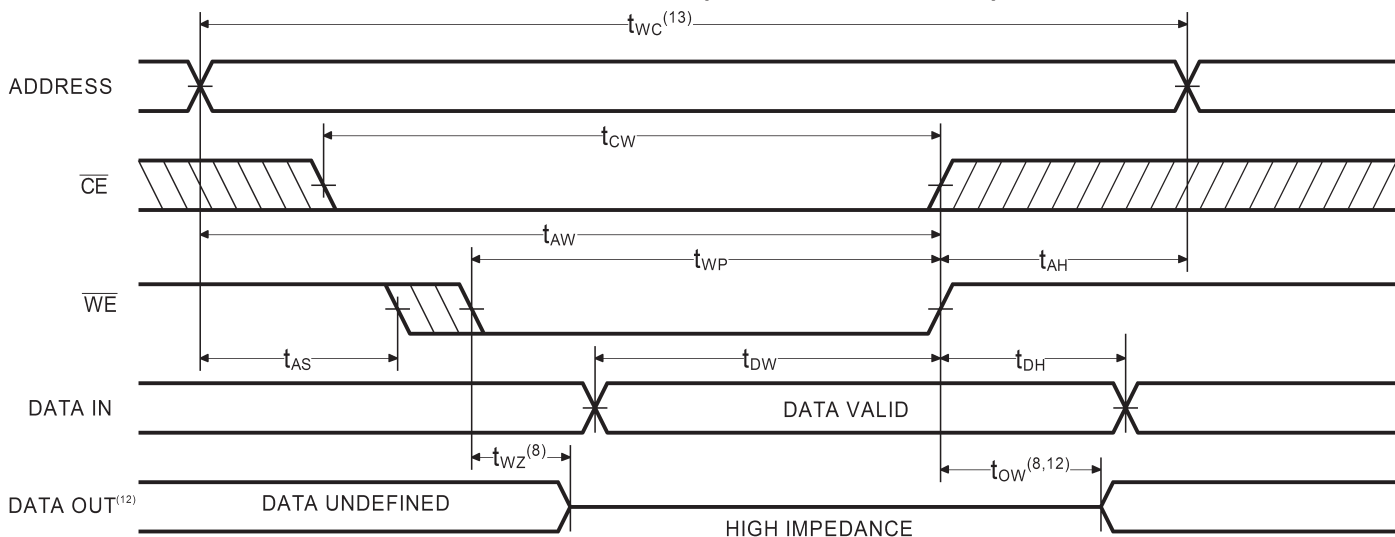 tWC(13)
ADDRESS
tCW
CE
tAW
tWP
tAH
WE
tAS
tDW
tDH
DATA IN
DATA VALID
tWZ(8)
tOW(8,12)
DATA OUT(12)
DATA UNDEFINED
HIGH IMPEDANCE